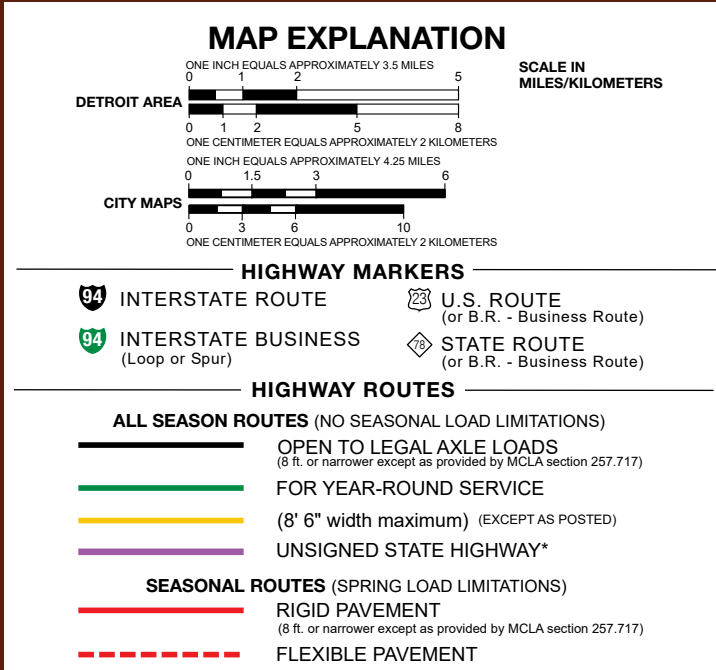 MAP EXPLANATION
ONE INCH EQUALS APPROXIMATELY 3.5 MILES
0 1 2 5
SCALE IN
MILES/KILOMETERS
DETROIT AREA
0 1 2 5 8
ONE CENTIMETER EQUALS APPROXIMATELY 2 KILOMETERS
ONE INCH EQUALS APPROXIMATELY 4.25 MILES
0 1.5 3 6
CITY MAPS
0 3 6 10
ONE CENTIMETER EQUALS APPROXIMATELY 2 KILOMETERS
HIGHWAY MARKERS
94 INTERSTATE ROUTE
94 INTERSTATE BUSINESS
(Loop or Spur)
23 U.S. ROUTE
(or B.R. - Business Route)
78 STATE ROUTE
(or B.R. - Business Route)
HIGHWAY ROUTES
ALL SEASON ROUTES (NO SEASONAL LOAD LIMITATIONS)
OPEN TO LEGAL AXLE LOADS
(8 ft. or narrower except as provided by MCLA section 257.717)
FOR YEAR-ROUND SERVICE
(8' 6" width maximum) (EXCEPT AS POSTED)
UNSIGNED STATE HIGHWAY*
SEASONAL ROUTES (SPRING LOAD LIMITATIONS)
RIGID PAVEMENT
(8 ft. or narrower except as provided by MCLA section 257.717)
FLEXIBLE PAVEMENT